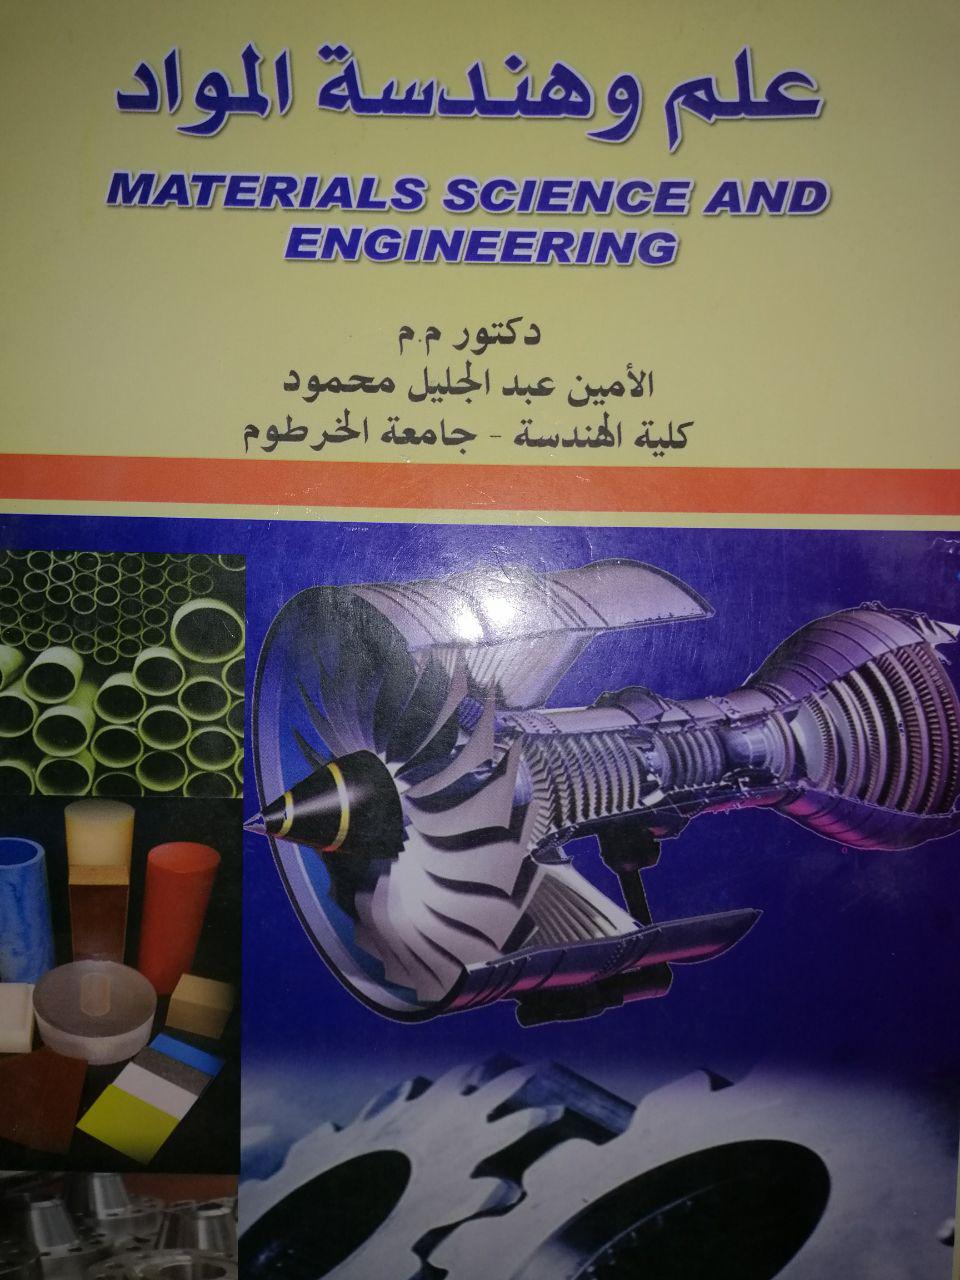 علم وهندسة المواد
MATERIALS SCIENCE AND
ENGINEERING
دكتور م.م
الأمين عبد الجليل محمود
كلية الهندسة - جامعة الخرطوم